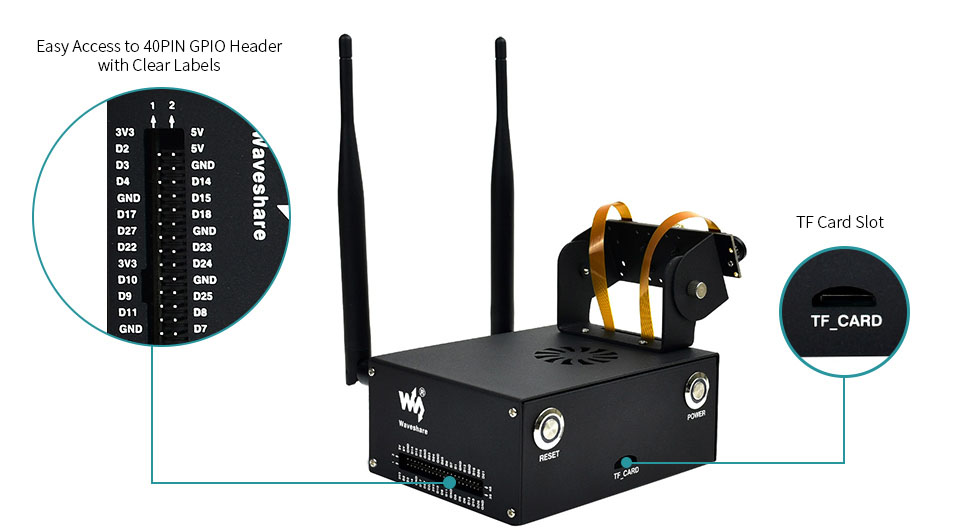 Easy Access to 40PIN GPIO Header
with Clear Labels
1 2
3V3 5V
D2 5V
D3 GND
D4 D14
GND D15
D17 D18
D27 GND
D22 D23
3V3 D24
D10 GND
D9 D25
D11 D8
GND D7
Waveshare
TF Card Slot
TF_CARD
W ®
Waveshare
RESET
POWER
TF_CARD